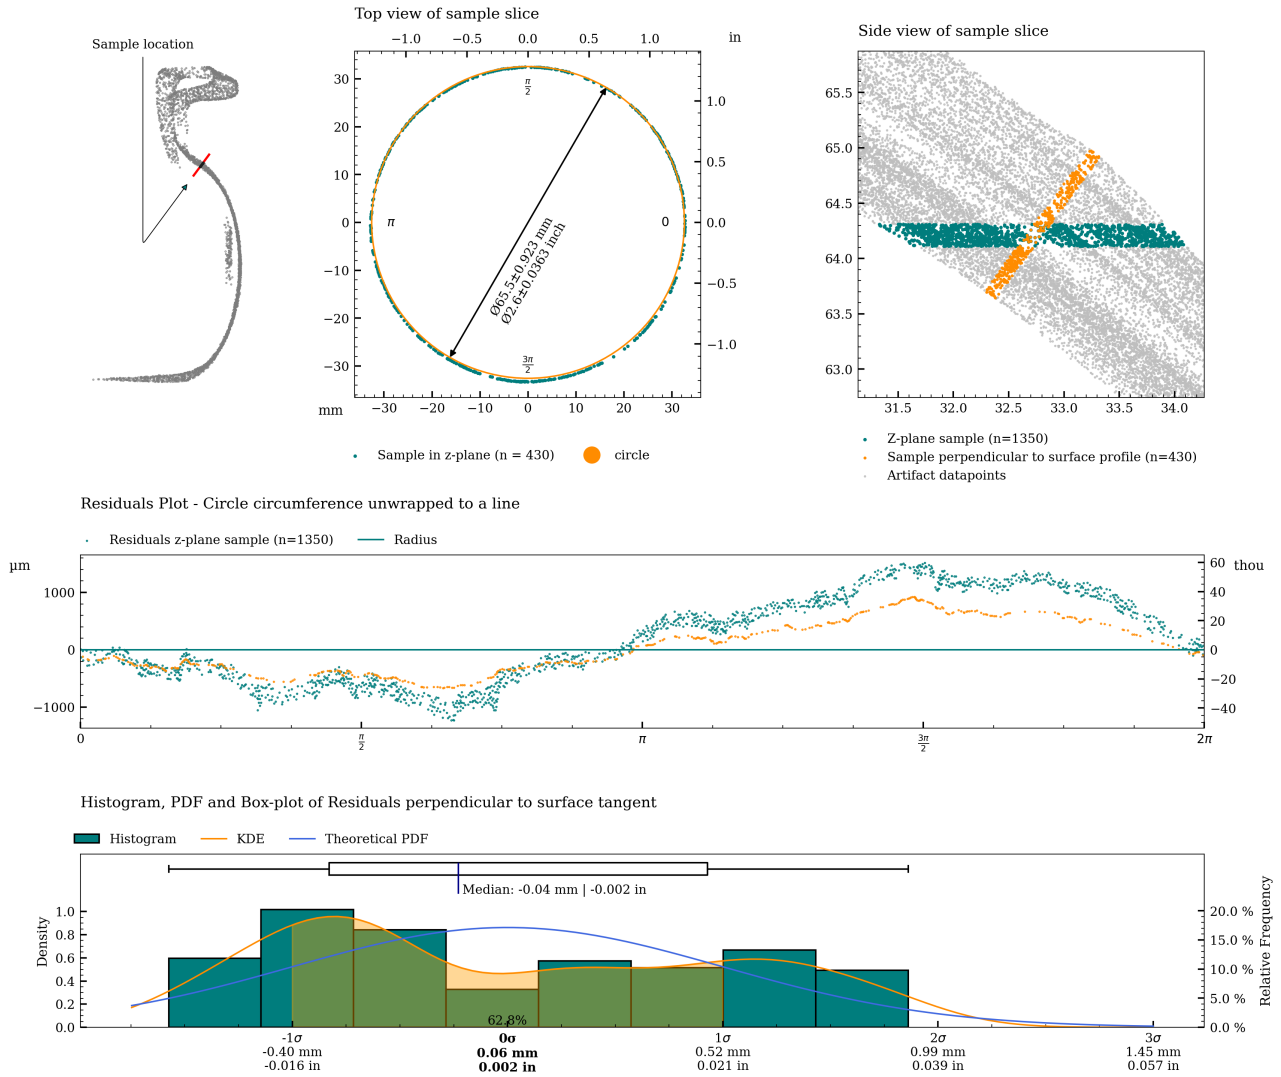 Sample location
Top view of sample slice
−1.0 −0.5 0.0 0.5 1.0
in
30
20
10
0
−10
−20
−30
1.0
0.5
0.0
−0.5
−1.0
π/2
π
0
3π/2
Ø65.5±0.923 mm
Ø2.6±0.0363 inch
mm
−30 −20 −10 0 10 20 30
Sample in z-plane (n = 430)
circle
Side view of sample slice
65.5
65.0
64.5
64.0
63.5
63.0
31.5 32.0 32.5 33.0 33.5 34.0
Z-plane sample (n=1350)
Sample perpendicular to surface profile (n=430)
Artifact datapoints
Residuals Plot - Circle circumference unwrapped to a line
Residuals z-plane sample (n=1350)
Radius
µm
1000
0
−1000
60
40
20
0
−20
−40
thou
0 π/2 π 3π/2 2π
Histogram, PDF and Box-plot of Residuals perpendicular to surface tangent
Histogram
KDE
Theoretical PDF
Median: -0.04 mm | -0.002 in
Density
1.0
0.8
0.6
0.4
0.2
0.0
20.0 %
15.0 %
10.0 %
5.0 %
0.0 %
Relative Frequency
62.8%
-1σ 0σ 1σ 2σ 3σ
-0.40 mm 0.06 mm 0.52 mm 0.99 mm 1.45 mm
-0.016 in 0.002 in 0.021 in 0.039 in 0.057 in